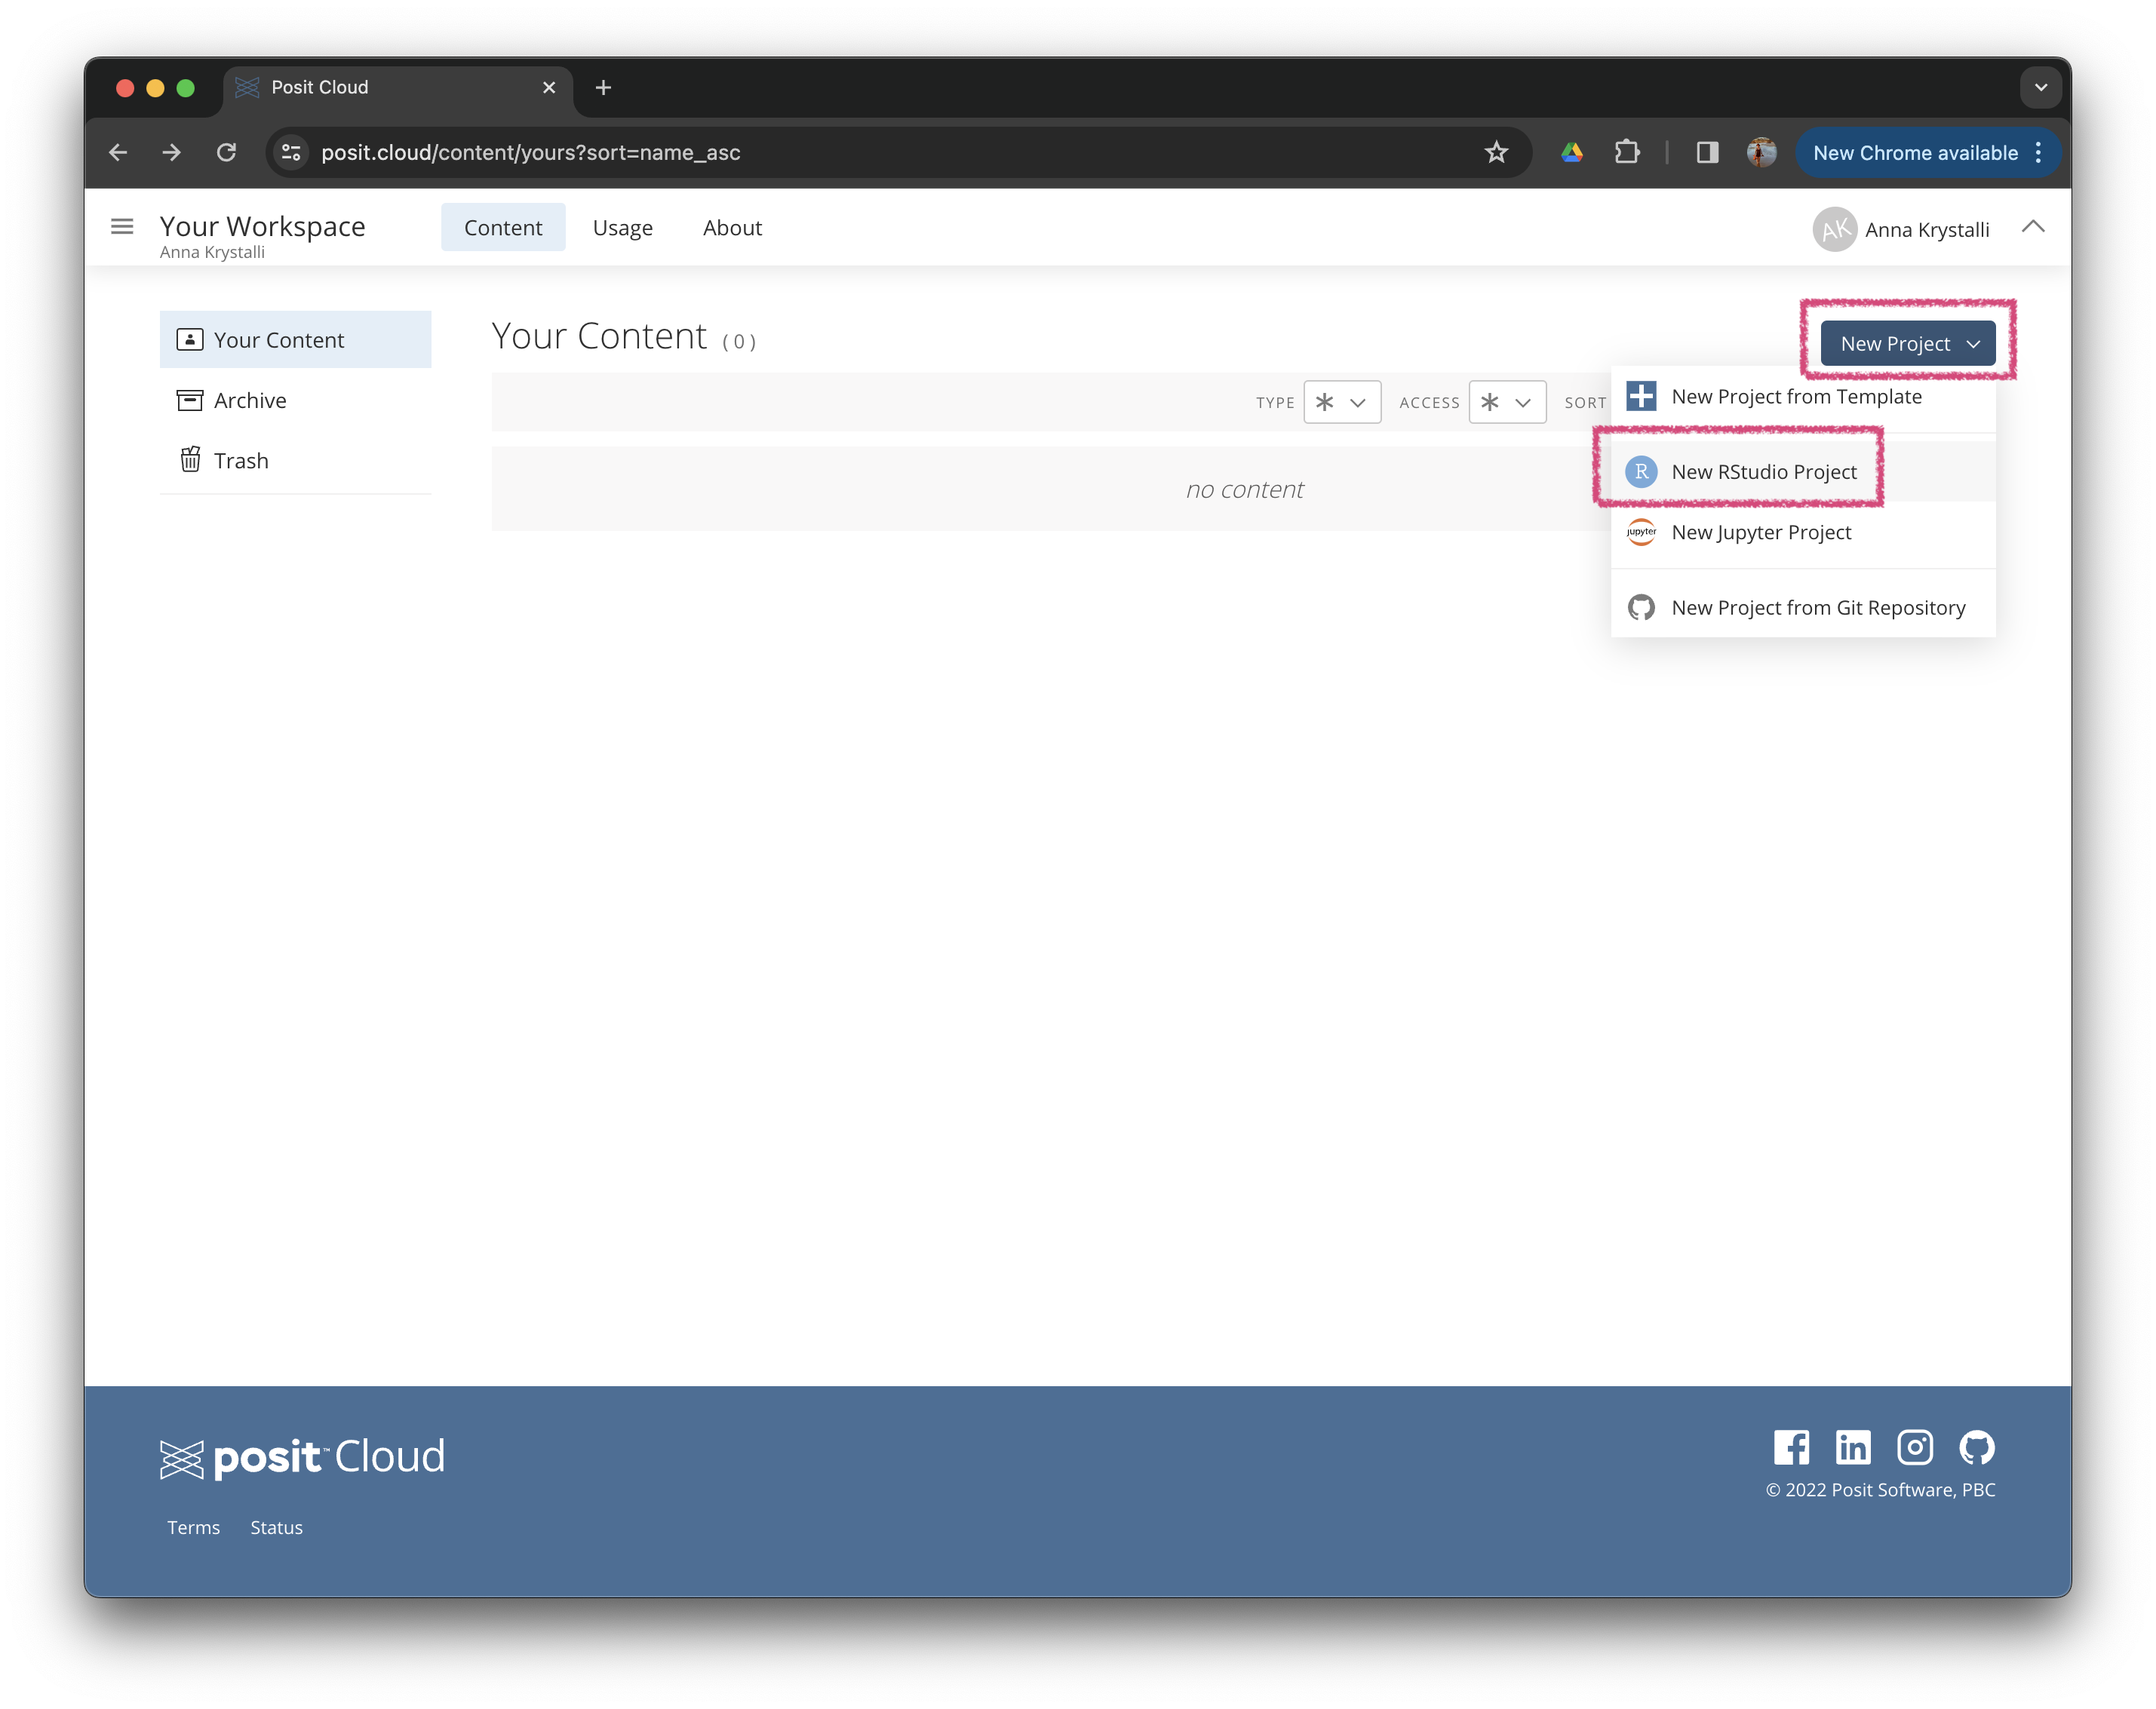 Posit Cloud
posit.cloud/content/yours?sort=name_asc
New Chrome available
Your Workspace
Anna Krystalli
Content
Usage
About
AK
Anna Krystalli
Your Content
Archive
Trash
Your Content ( 0 )
New Project
TYPE * ACCESS * SORT
no content
New Project from Template
R New RStudio Project
jupyter New Jupyter Project
New Project from Git Repository
posit™ Cloud
Terms Status
in
© 2022 Posit Software, PBC